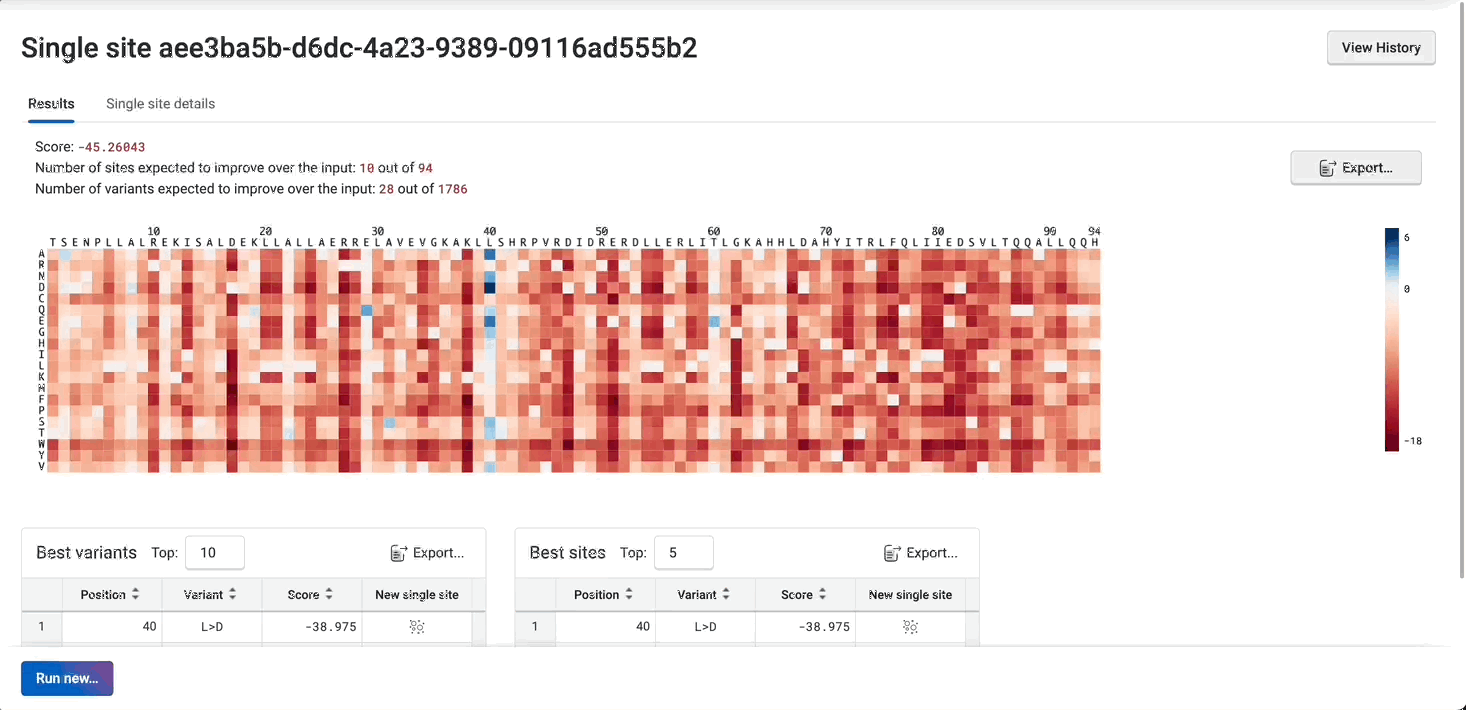 Single site aee3ba5b-d6dc-4a23-9389-09116ad555b2
View History
Results
Single site details
Score: -45.26043
Number of sites expected to improve over the input: 10 out of 94
Number of variants expected to improve over the input: 28 out of 1786
Export...
10 20 30 40 50 60 70 80 90 94
T S E N P L L A L R E K I S A L D E K L L A L L A E R R E L A V E V G K A K L L S H R P V R D I D R E R D L L E R L I T L G K A H H L D A H Y I T R L F Q L I I E D S V L T Q Q A L L Q Q H
A
R
N
D
C
Q
E
G
H
I
L
K
M
F
P
S
T
W
Y
V
6
0
-18
Best variants Top: 10 Export...
Position Variant Score New single site
1 40 L>D -38.975
Best sites Top: 5 Export...
Position Variant Score New single site
1 40 L>D -38.975
Run new...